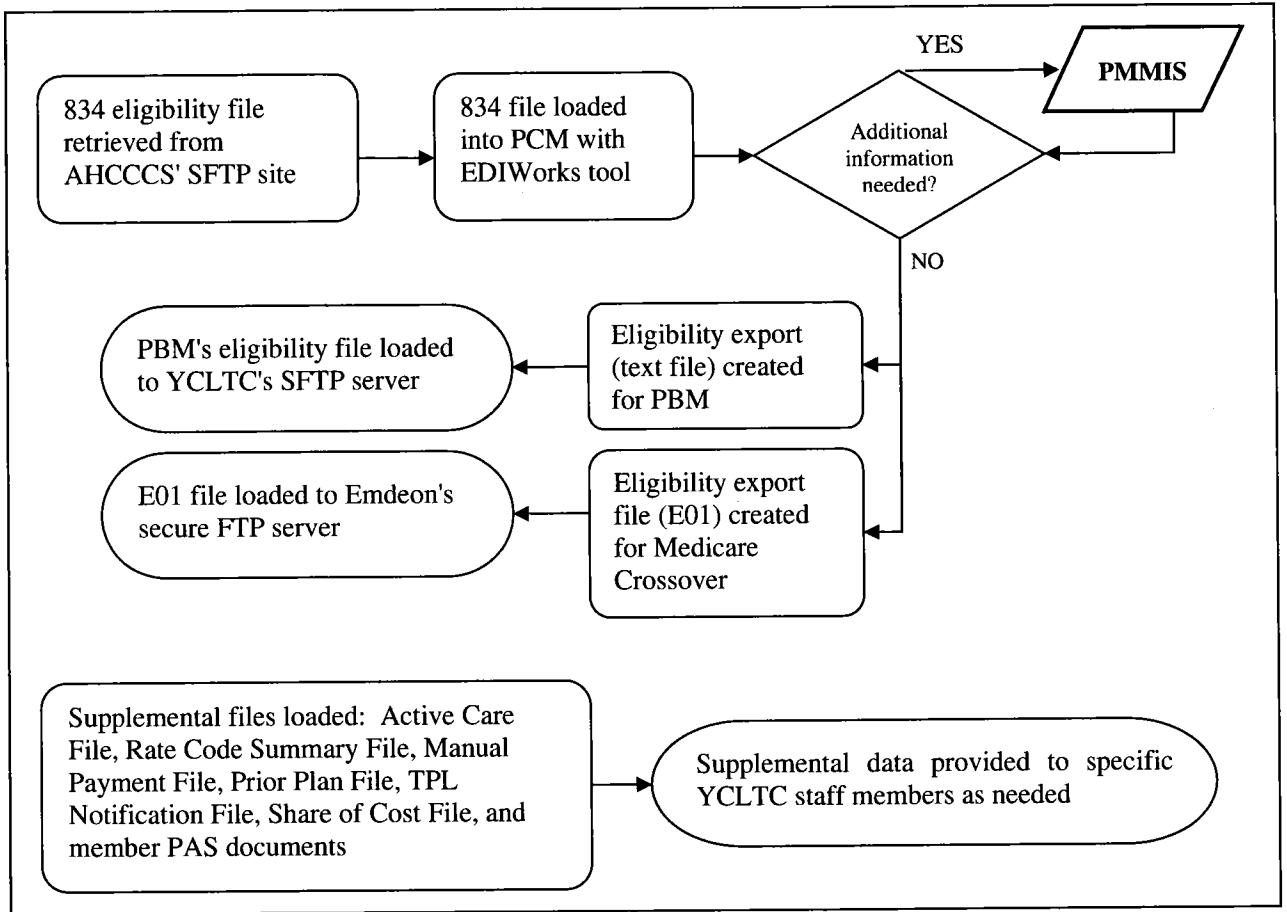 834 eligibility file
retrieved from
AHCCCS' SFTP site
834 file loaded
into PCM with
EDIWorks tool
Additional
information
needed?
YES
PMMIS
NO
PBM's eligibility file loaded
to YCLTC's SFTP server
Eligibility export
(text file) created
for PBM
E01 file loaded to Emdeon's
secure FTP server
Eligibility export
file (E01) created
for Medicare
Crossover
Supplemental files loaded: Active Care
File, Rate Code Summary File, Manual
Payment File, Prior Plan File, TPL
Notification File, Share of Cost File, and
member PAS documents
Supplemental data provided to specific
YCLTC staff members as needed